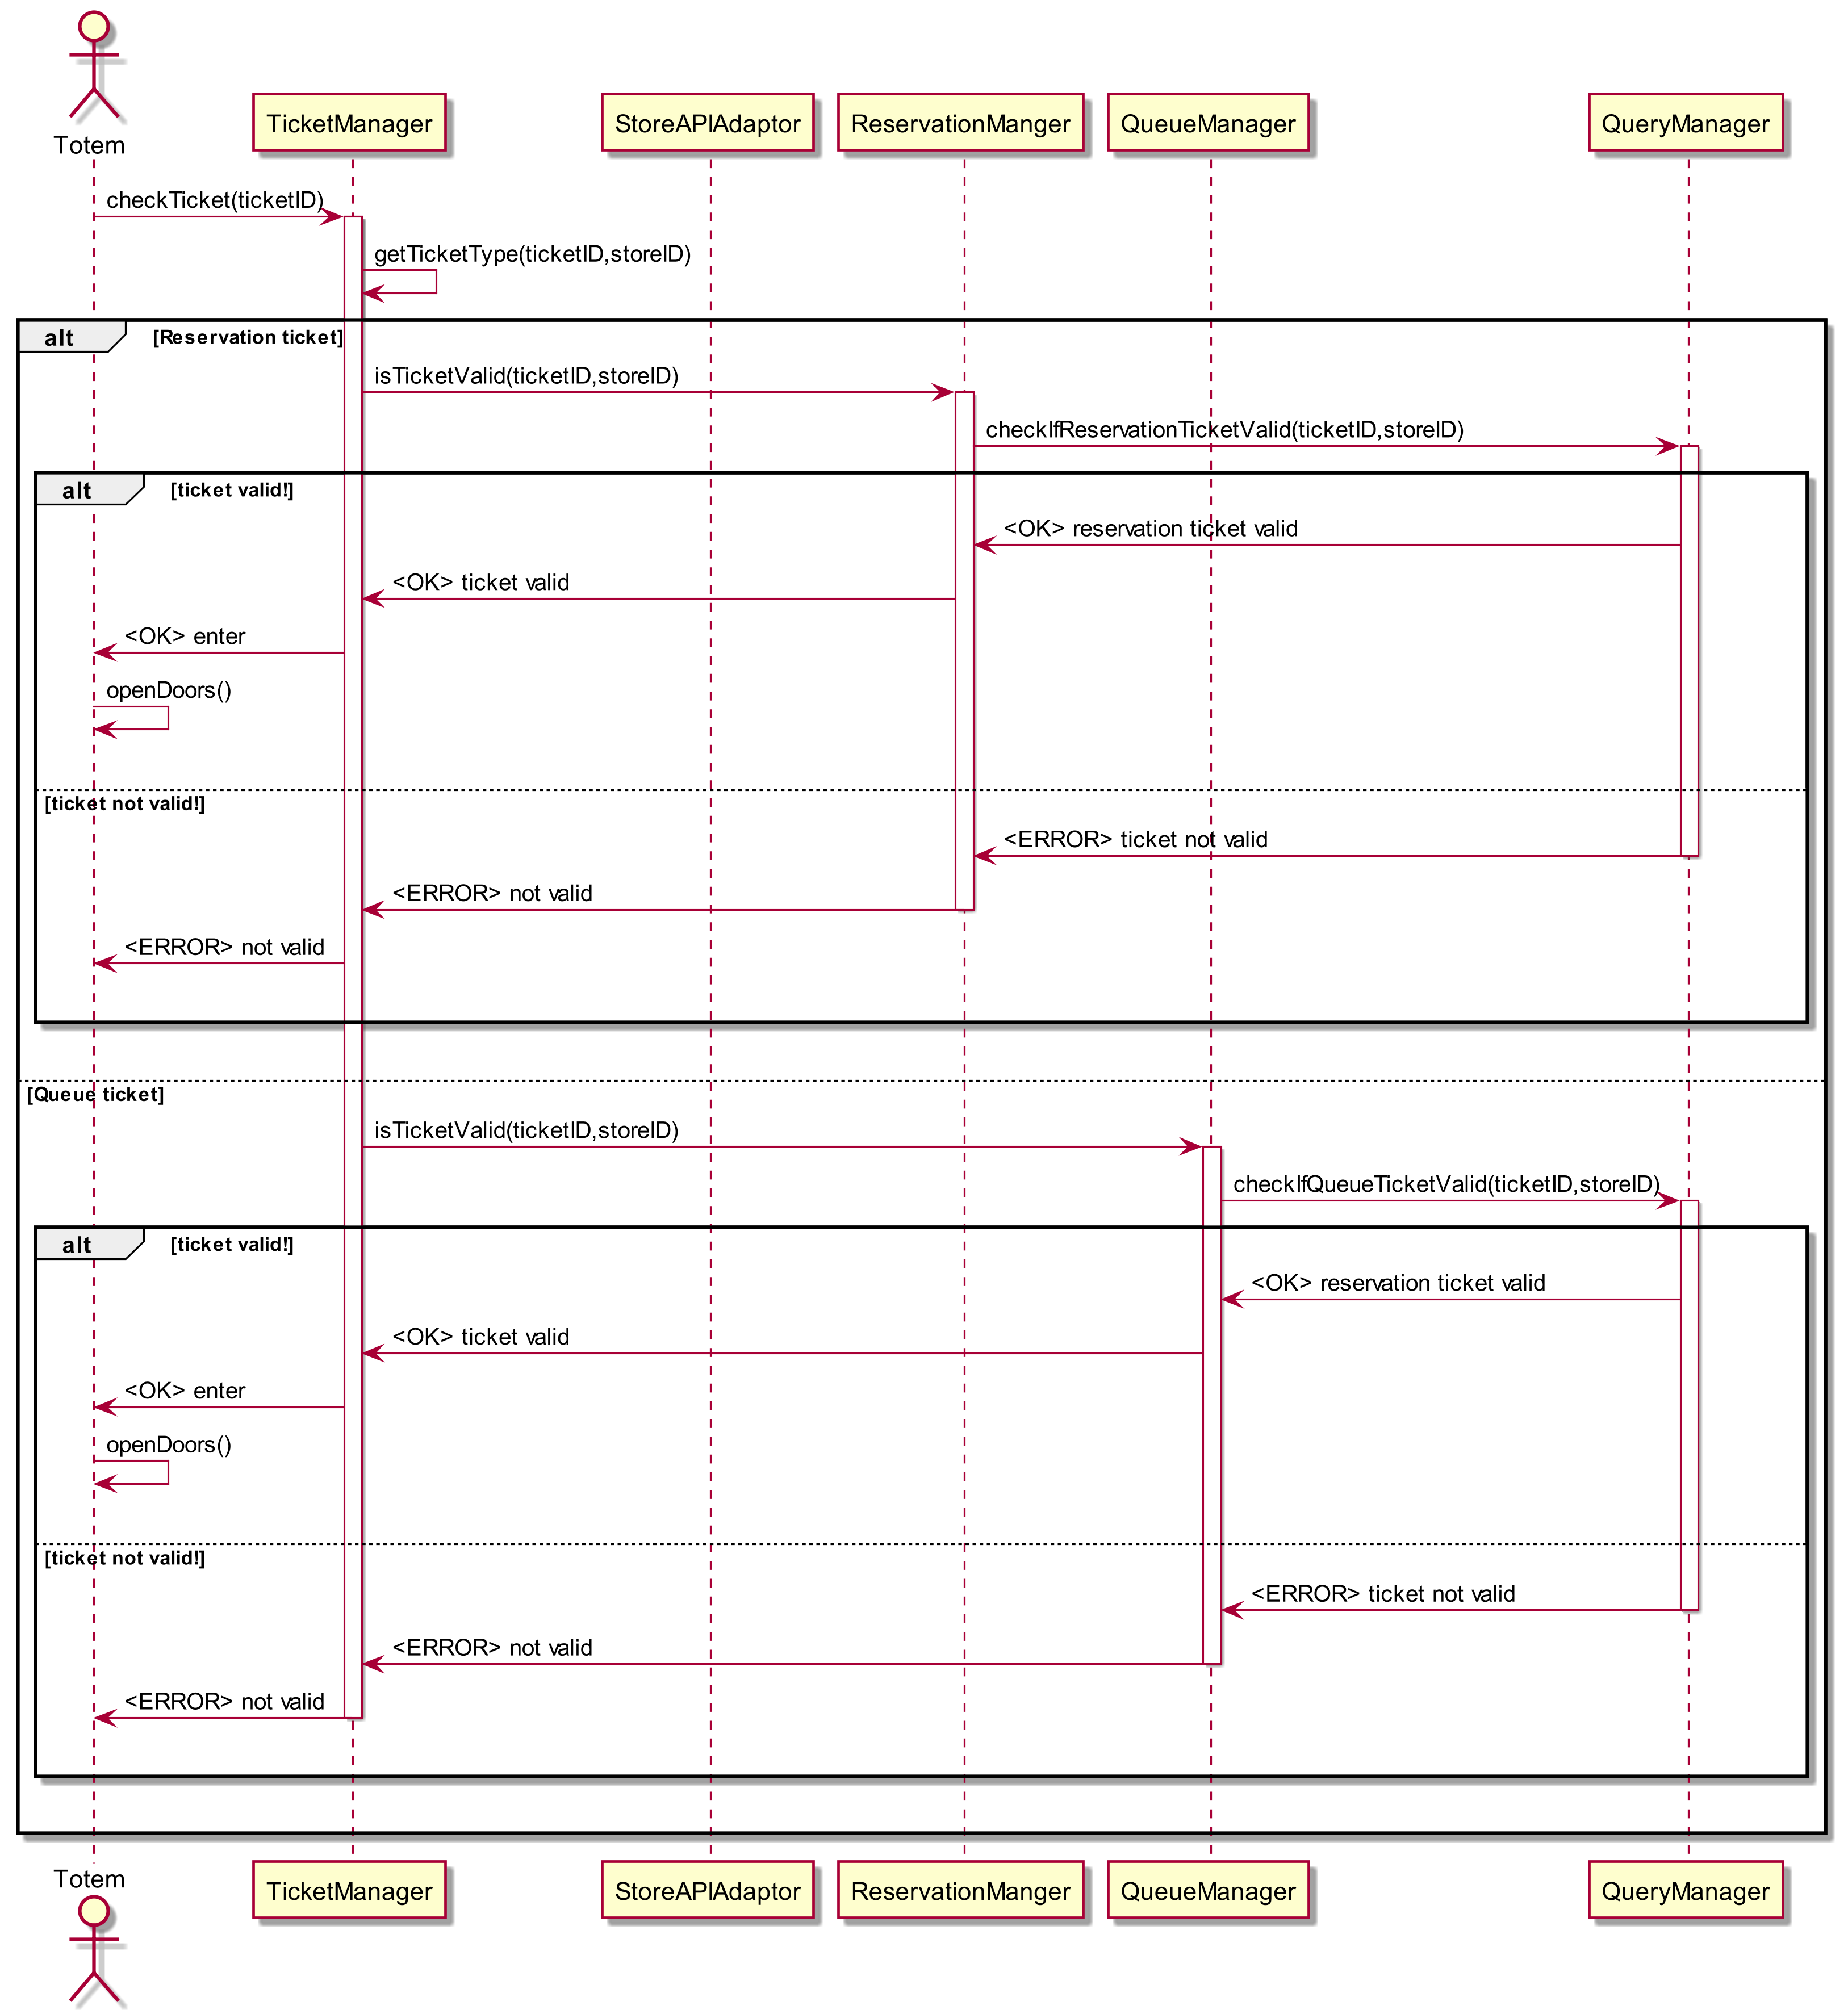 Totem
TicketManager
StoreAPIAdaptor
ReservationManger
QueueManager
QueryManager
checkTicket(ticketID)
getTicketType(ticketID,storeID)
alt [Reservation ticket]
isTicketValid(ticketID,storeID)
checkIfReservationTicketValid(ticketID,storeID)
alt [ticket valid!]
<OK> reservation ticket valid
<OK> ticket valid
<OK> enter
openDoors()
[ticket not valid!]
<ERROR> ticket not valid
<ERROR> not valid
<ERROR> not valid
[Queue ticket]
isTicketValid(ticketID,storeID)
checkIfQueueTicketValid(ticketID,storeID)
alt [ticket valid!]
<OK> reservation ticket valid
<OK> ticket valid
<OK> enter
openDoors()
[ticket not valid!]
<ERROR> ticket not valid
<ERROR> not valid
<ERROR> not valid
Totem
TicketManager
StoreAPIAdaptor
ReservationManger
QueueManager
QueryManager